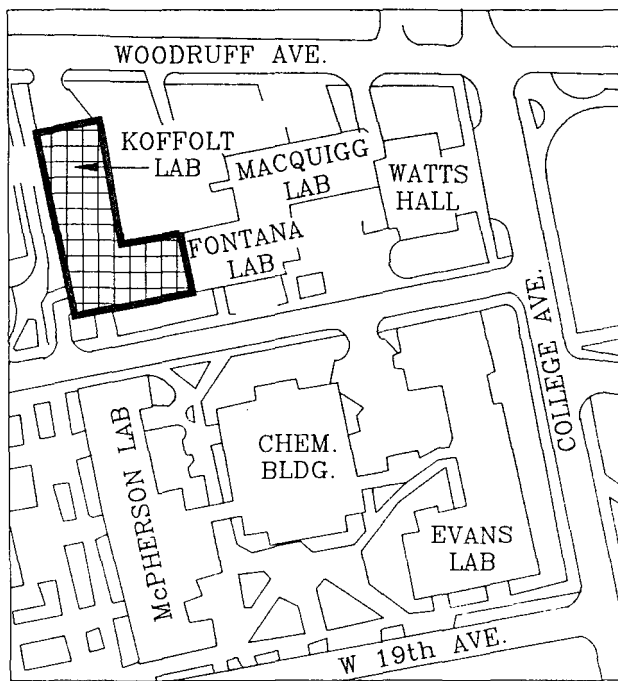 WOODRUFF AVE.
KOFFOLT
LAB
MACQUIGG
LAB
WATTS
HALL
FONTANA
LAB
COLLEGE AVE.
McPHERSON LAB
CHEM.
BLDG.
EVANS
LAB
W 19th AVE.